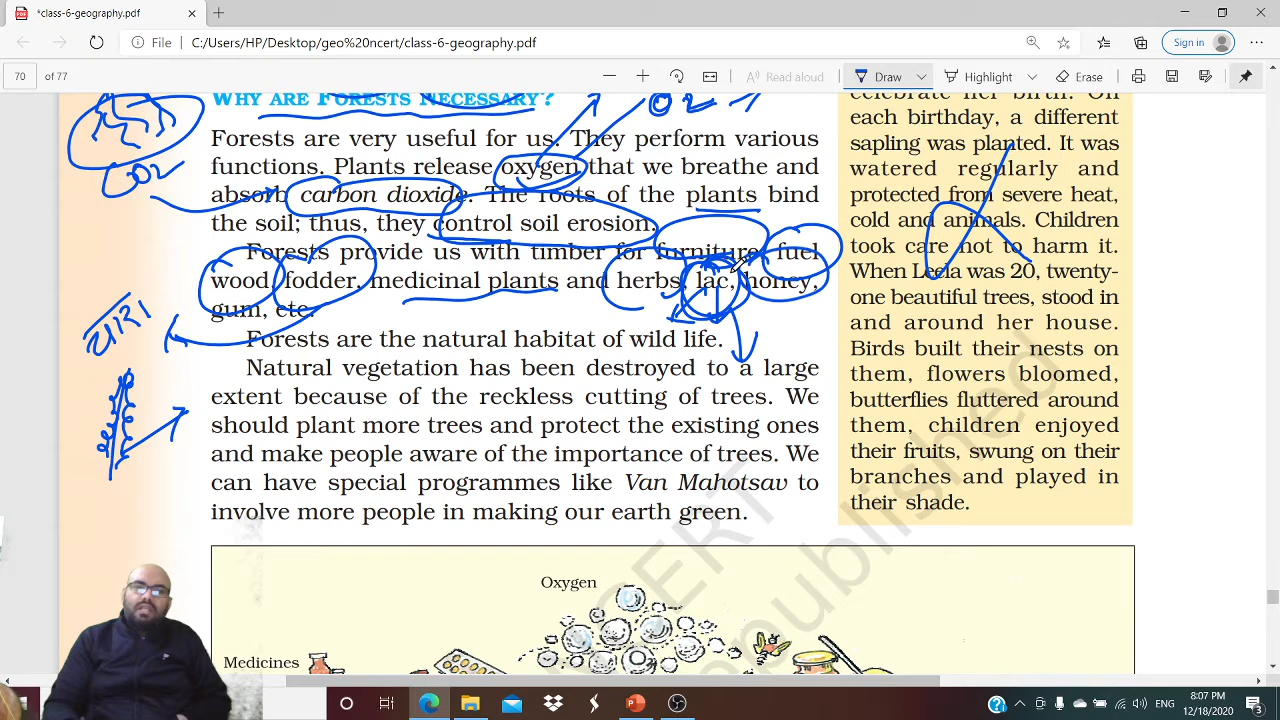 *class-6-geography.pdf
File
C:/Users/HP/Desktop/geo%20ncert/class-6-geography.pdf
Sign in
70 of 77
Read aloud
Draw
Highlight
Erase
WHY ARE FORESTS NECESSARY?
O2
CO2
Forests are very useful for us. They perform various
functions. Plants release oxygen that we breathe and
absorb carbon dioxide. The roots of the plants bind
the soil; thus, they control soil erosion.
Forests provide us with timber for furniture, fuel
wood, fodder, medicinal plants and herbs, lac, honey,
gum, etc.
Forests are the natural habitat of wild life.
Natural vegetation has been destroyed to a large
extent because of the reckless cutting of trees. We
should plant more trees and protect the existing ones
and make people aware of the importance of trees. We
can have special programmes like Van Mahotsav to
involve more people in making our earth green.
celebrate her birth. On
each birthday, a different
sapling was planted. It was
watered regularly and
protected from severe heat,
cold and animals. Children
took care not to harm it.
When Leela was 20, twenty-
one beautiful trees, stood in
and around her house.
Birds built their nests on
them, flowers bloomed,
butterflies fluttered around
them, children enjoyed
their fruits, swung on their
branches and played in
their shade.
Oxygen
Medicines
ENG
8:07 PM
12/18/2020
3